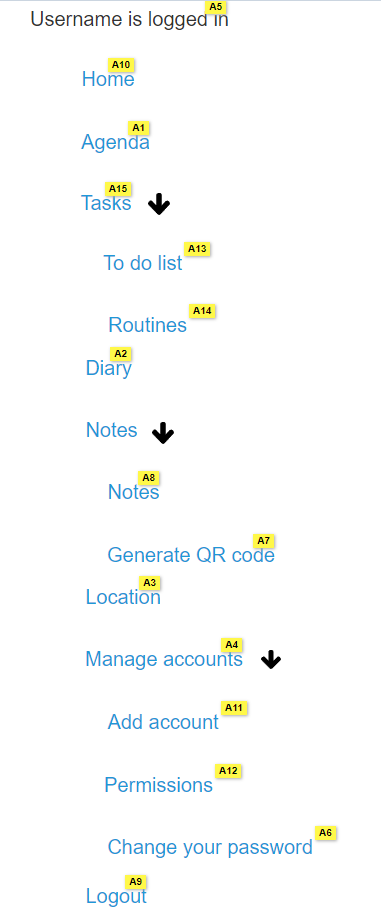 A5
Username is logged in
A10
Home
A1
Agenda
A15
Tasks
A13
To do list
A14
Routines
A2
Diary
Notes
A8
Notes
A7
Generate QR code
A3
Location
A4
Manage accounts
A11
Add account
A12
Permissions
A6
Change your password
A9
Logout